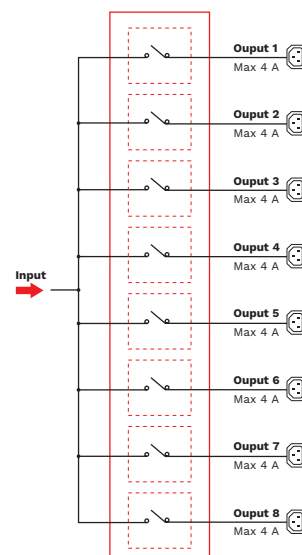 Ouput 1
Max 4 A
Ouput 2
Max 4 A
Ouput 3
Max 4 A
Ouput 4
Max 4 A
Input
Ouput 5
Max 4 A
Ouput 6
Max 4 A
Ouput 7
Max 4 A
Ouput 8
Max 4 A